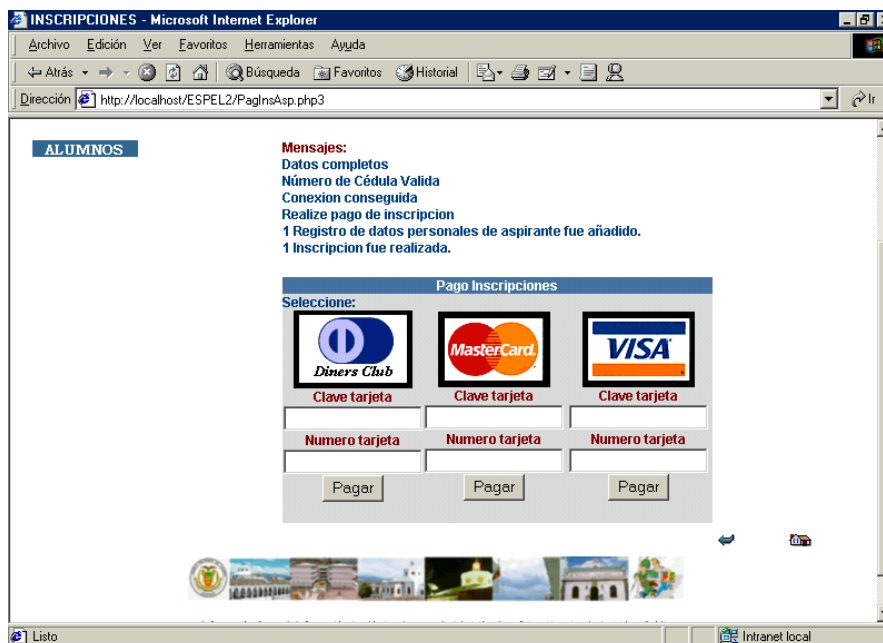 INSCRIPCIONES - Microsoft Internet Explorer
Archivo Edición Ver Favoritos Herramientas Ayuda
Atrás Búsqueda Favoritos Historial
Dirección http://localhost/ESPEL2/PagInsAsp.php3 Ir
ALUMNOS
Mensajes:
Datos completos
Número de Cédula Valida
Conexion conseguida
Realize pago de inscripcion
1 Registro de datos personales de aspirante fue añadido.
1 Inscripcion fue realizada.
Pago Inscripciones
Seleccione:
Diners Club MasterCard. VISA
Clave tarjeta Clave tarjeta Clave tarjeta
Numero tarjeta Numero tarjeta Numero tarjeta
Pagar Pagar Pagar
Listo Intranet local